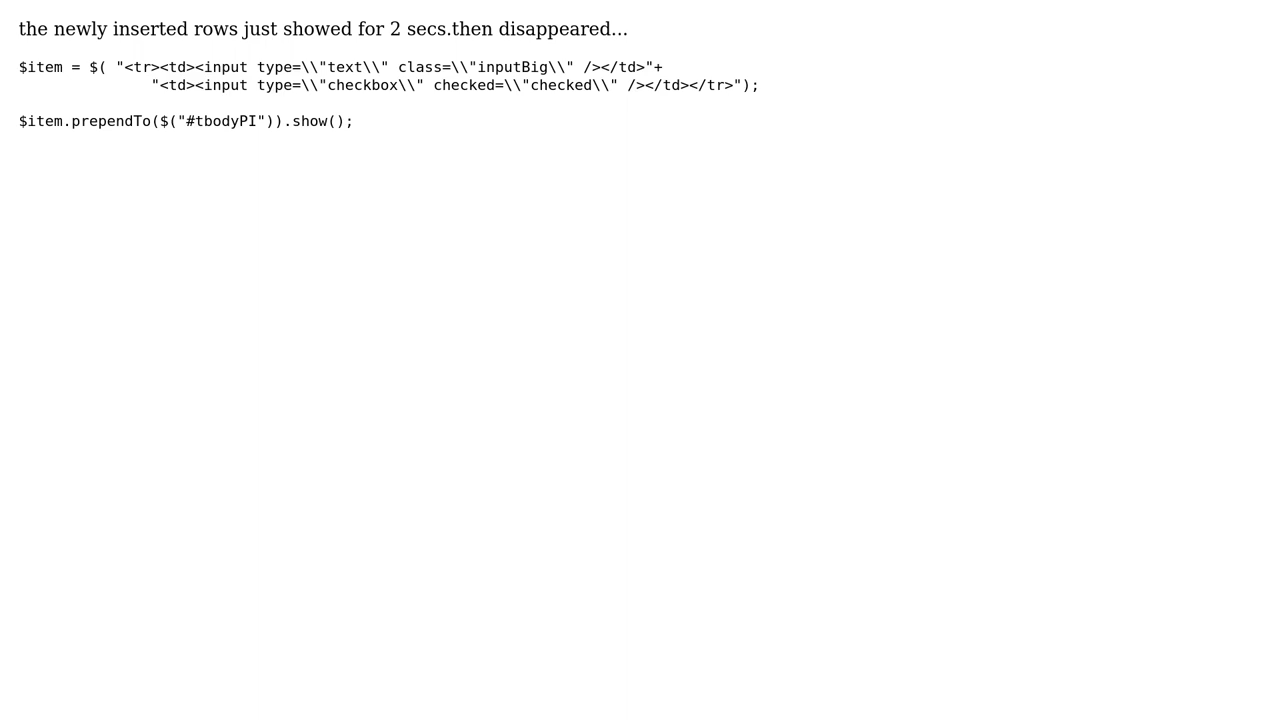 the newly inserted rows just showed for 2 secs.then disappeared...
$item = $( "<tr><td><input type=\\"text\\" class=\\"inputBig\\" /></td>"+
"<td><input type=\\"checkbox\\" checked=\\"checked\\" /></td></tr>");
$item.prependTo($("#tbodyPI")).show();